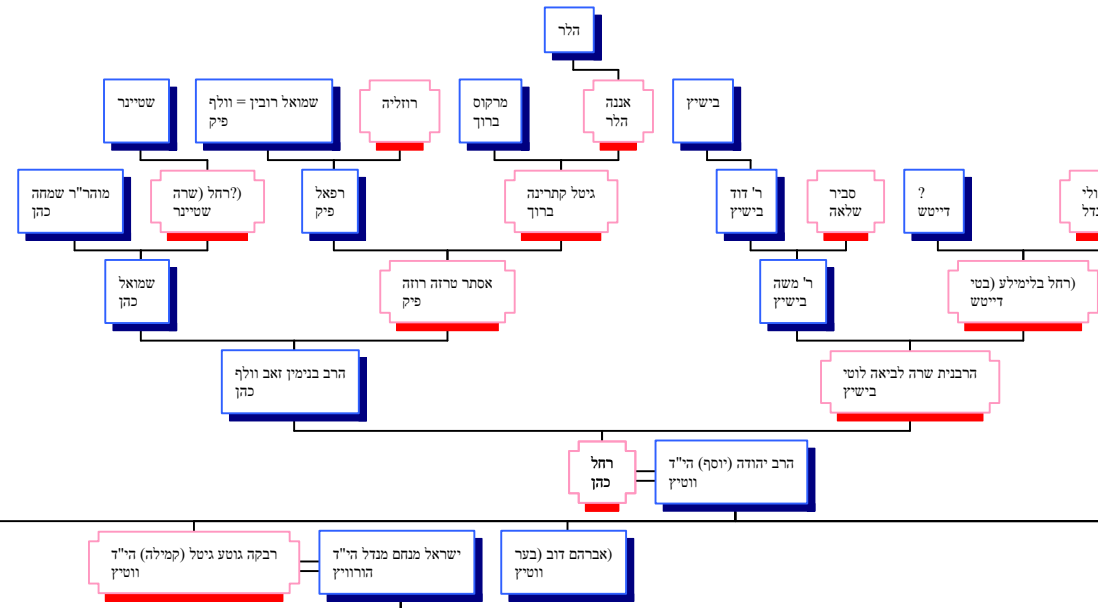 הלר
שטיינר
שמואל רובין = וולף
פיק
רוזליה
מרקוס
ברוך
אננה
הלר
בישיץ
מוהר"ר שמחה
כהן
(?רחל (שרה
שטיינר
רפאל
פיק
גיטל קתרינה
ברוך
ר' דוד
בישיץ
סביר
שלאה
?
דייטש
שמואל
כהן
אסתר טרזה רוזה
פיק
ר' משה
בישיץ
(רחל בלימילע (בטי
דייטש
הרב בנימין זאב וולף
כהן
הרבנית שרה לביאה לוטי
בישיץ
רחל
כהן
הרב יהודה (יוסף) הי"ד
ווטיץ
רבקה גוטע גיטל (קמילה) הי"ד
ווטיץ
ישראל מנחם מנדל הי"ד
הורוויץ
(אברהם דוב (בער
ווטיץ